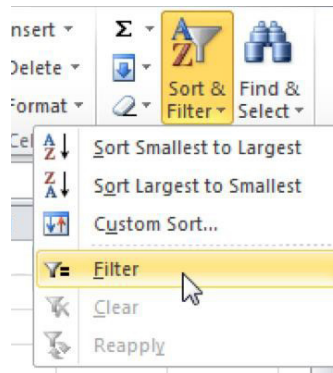 nsert
Delete
Format
Cel
Σ
A
Z
Sort &
Filter
Find &
Select
A
Z
Sort Smallest to Largest
Z
A
Sort Largest to Smallest
Custom Sort...
Filter
Clear
Reapply